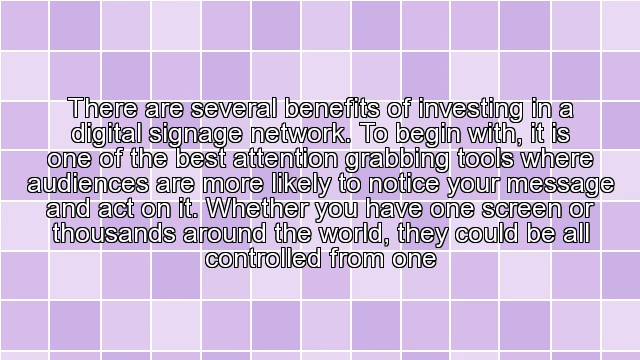 There are several benefits of investing in a
digital signage network. To begin with, it is
one of the best attention grabbing tools where
audiences are more likely to notice your message
and act on it. Whether you have one screen or
thousands around the world, they could be all
controlled from one